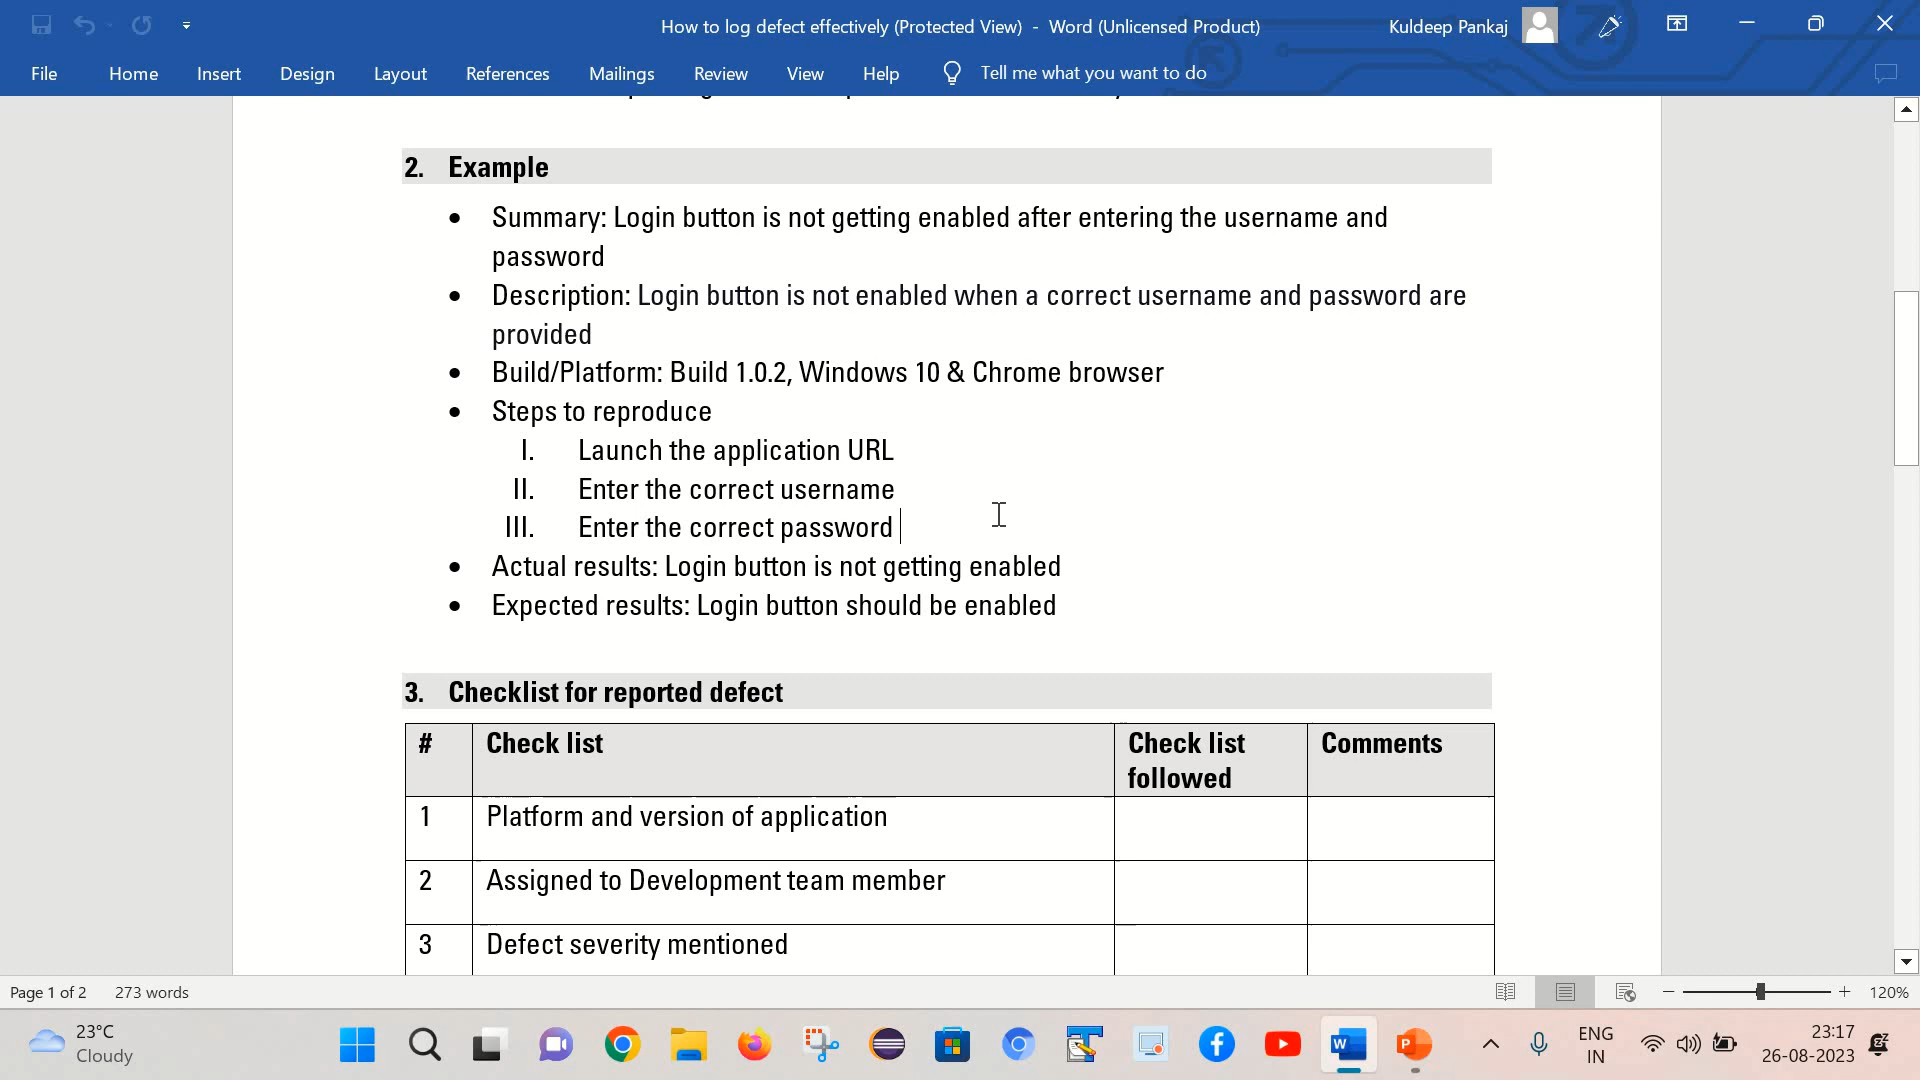 How to log defect effectively (Protected View) - Word (Unlicensed Product)
Kuldeep Pankaj
File Home Insert Design Layout References Mailings Review View Help Tell me what you want to do
2. Example
• Summary: Login button is not getting enabled after entering the username and
password
• Description: Login button is not enabled when a correct username and password are
provided
• Build/Platform: Build 1.0.2, Windows 10 & Chrome browser
• Steps to reproduce
I. Launch the application URL
II. Enter the correct username
III. Enter the correct password
• Actual results: Login button is not getting enabled
• Expected results: Login button should be enabled
3. Checklist for reported defect
# Check list Check list Comments
followed
1 Platform and version of application
2 Assigned to Development team member
3 Defect severity mentioned
Page 1 of 2 273 words 120%
23°C
Cloudy
ENG
IN
23:17
26-08-2023